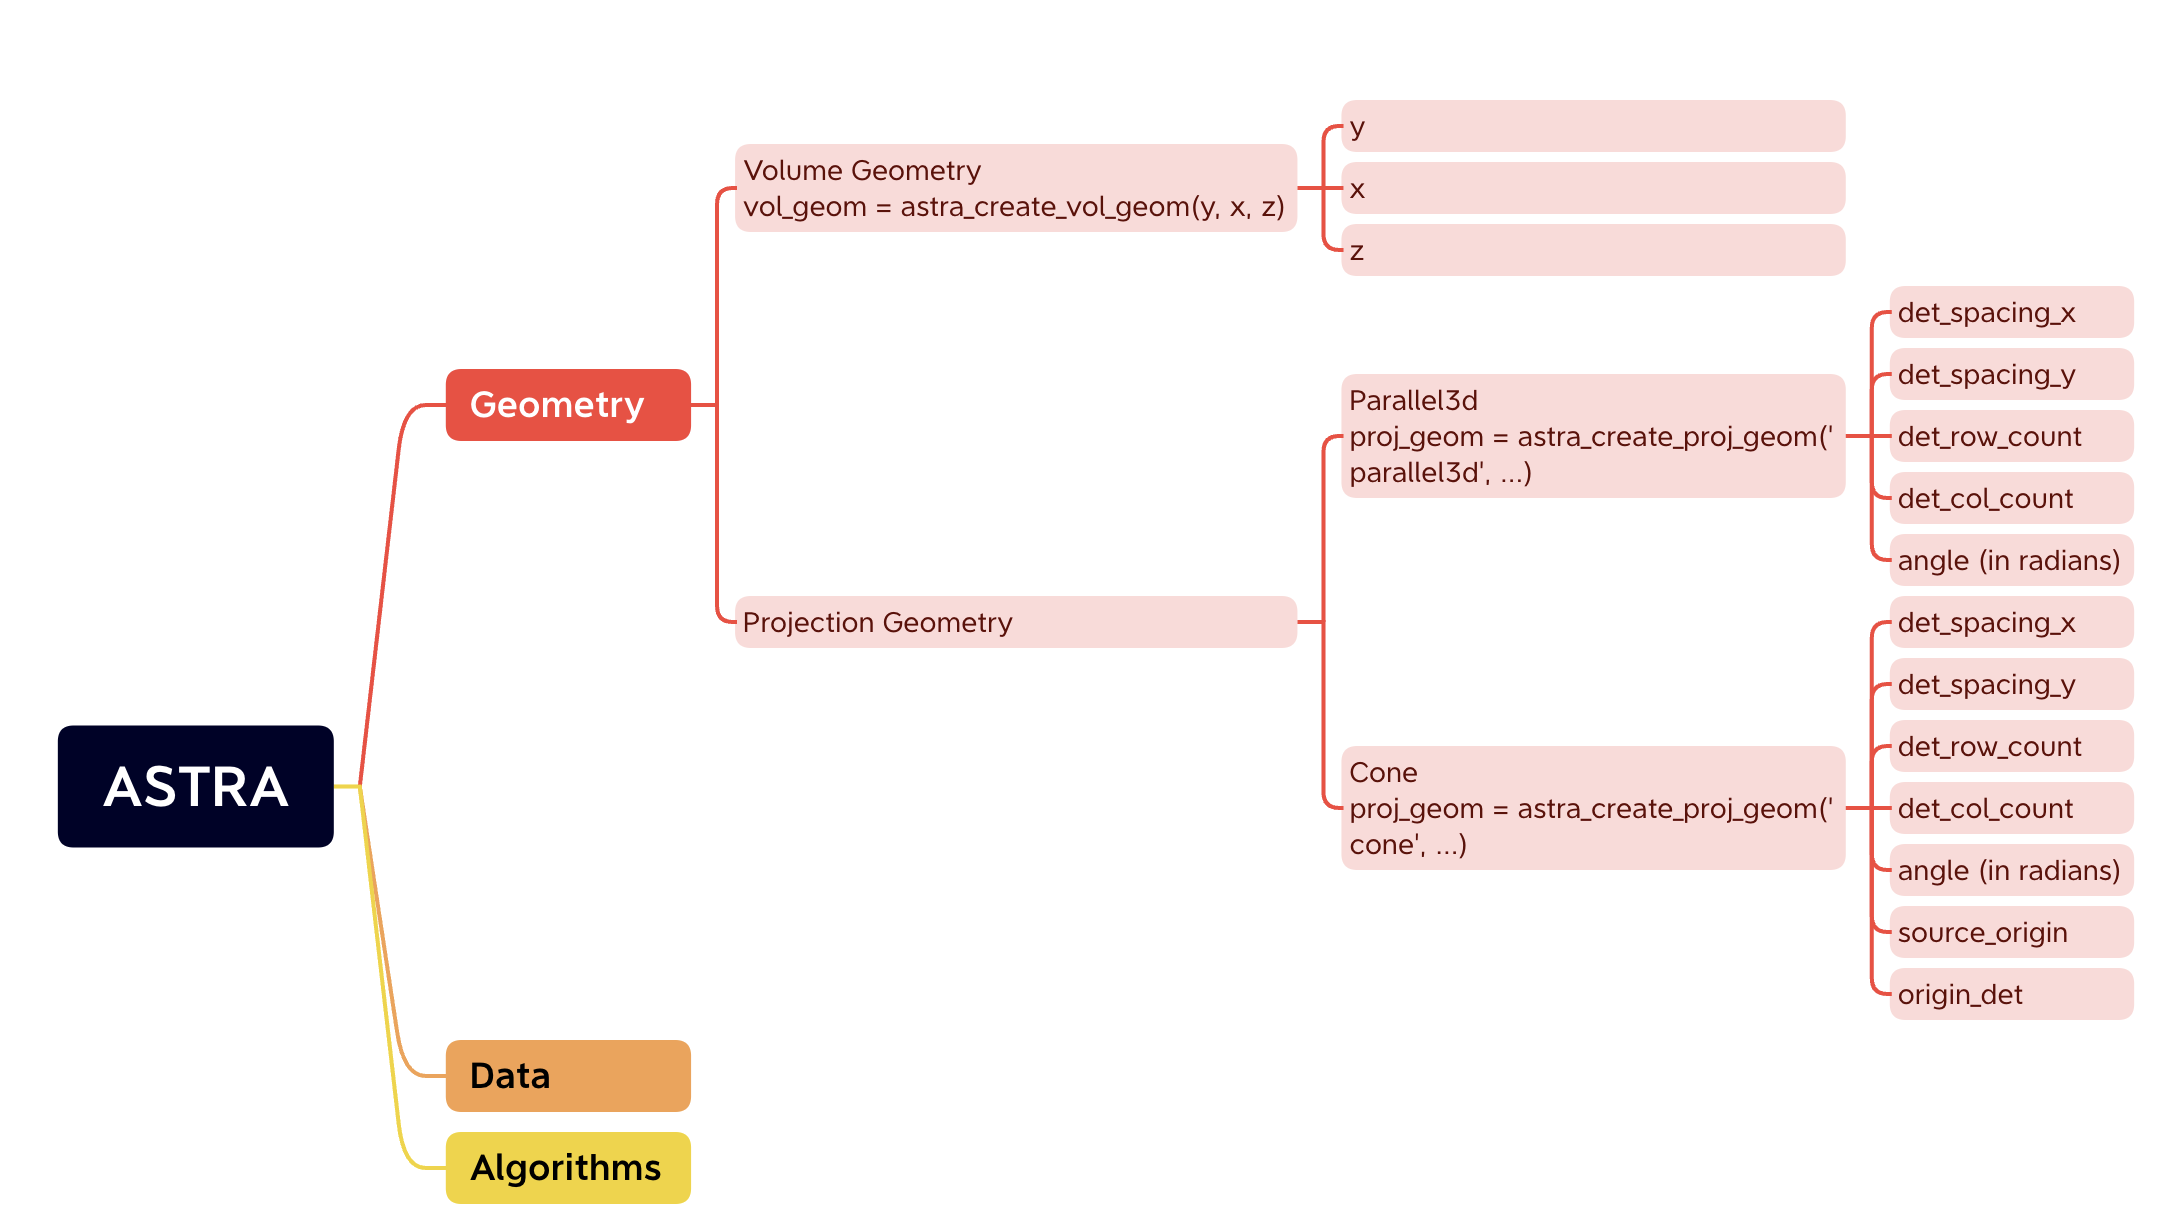 ASTRA
Geometry
Volume Geometry
vol_geom = astra_create_vol_geom(y, x, z)
y
x
z
Projection Geometry
Parallel3d
proj_geom = astra_create_proj_geom('
parallel3d', ...)
det_spacing_x
det_spacing_y
det_row_count
det_col_count
angle (in radians)
Cone
proj_geom = astra_create_proj_geom('
cone', ...)
det_spacing_x
det_spacing_y
det_row_count
det_col_count
angle (in radians)
source_origin
origin_det
Data
Algorithms